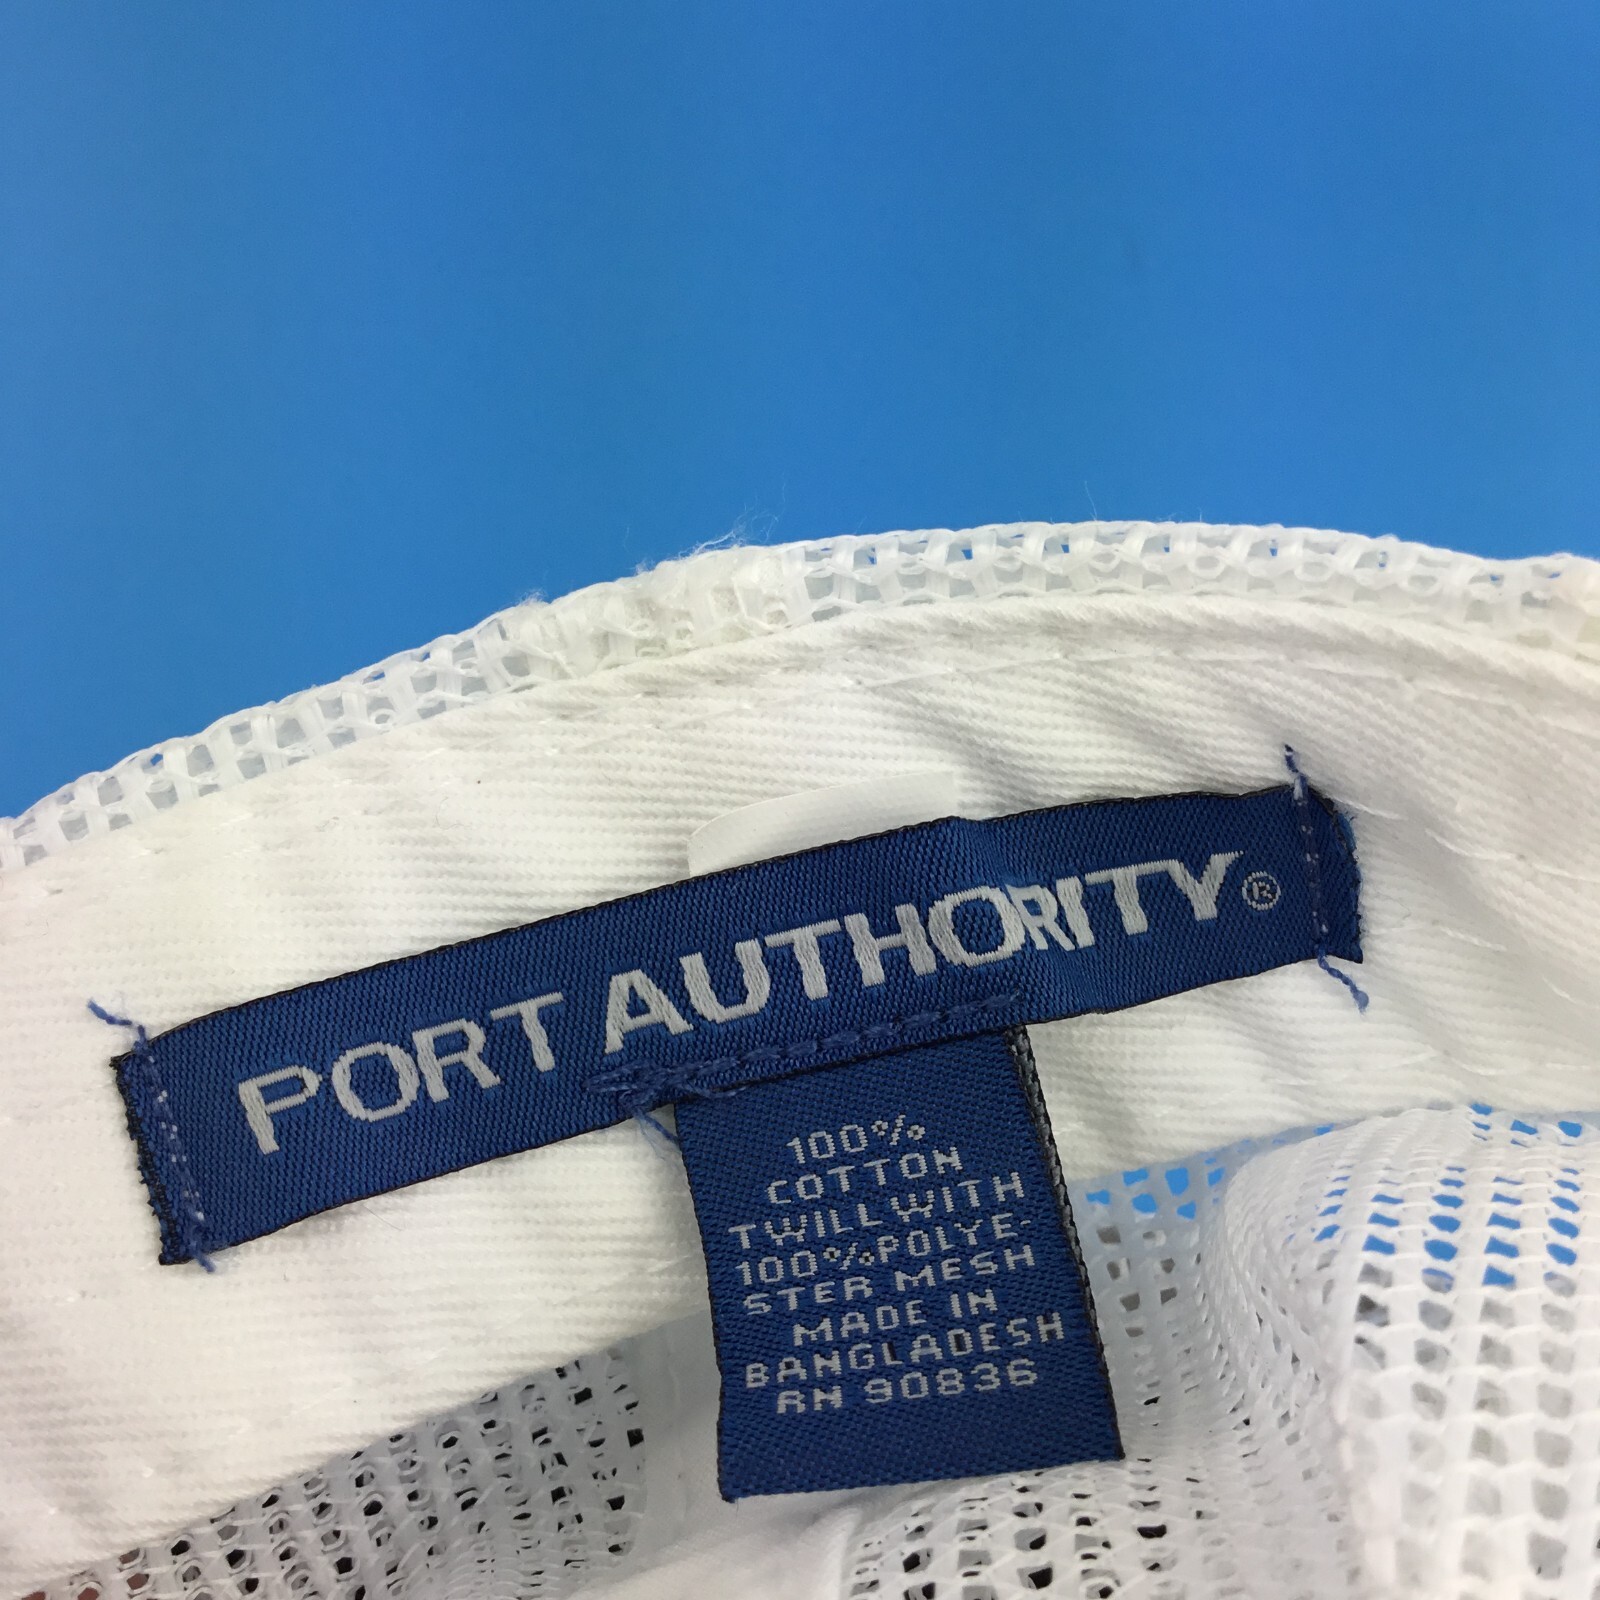 PORT AUTHORITY®
100%
COTTON
TWILL WITH
100% POLYE-
STER MESH
MADE IN
BANGLADESH
RN 90836